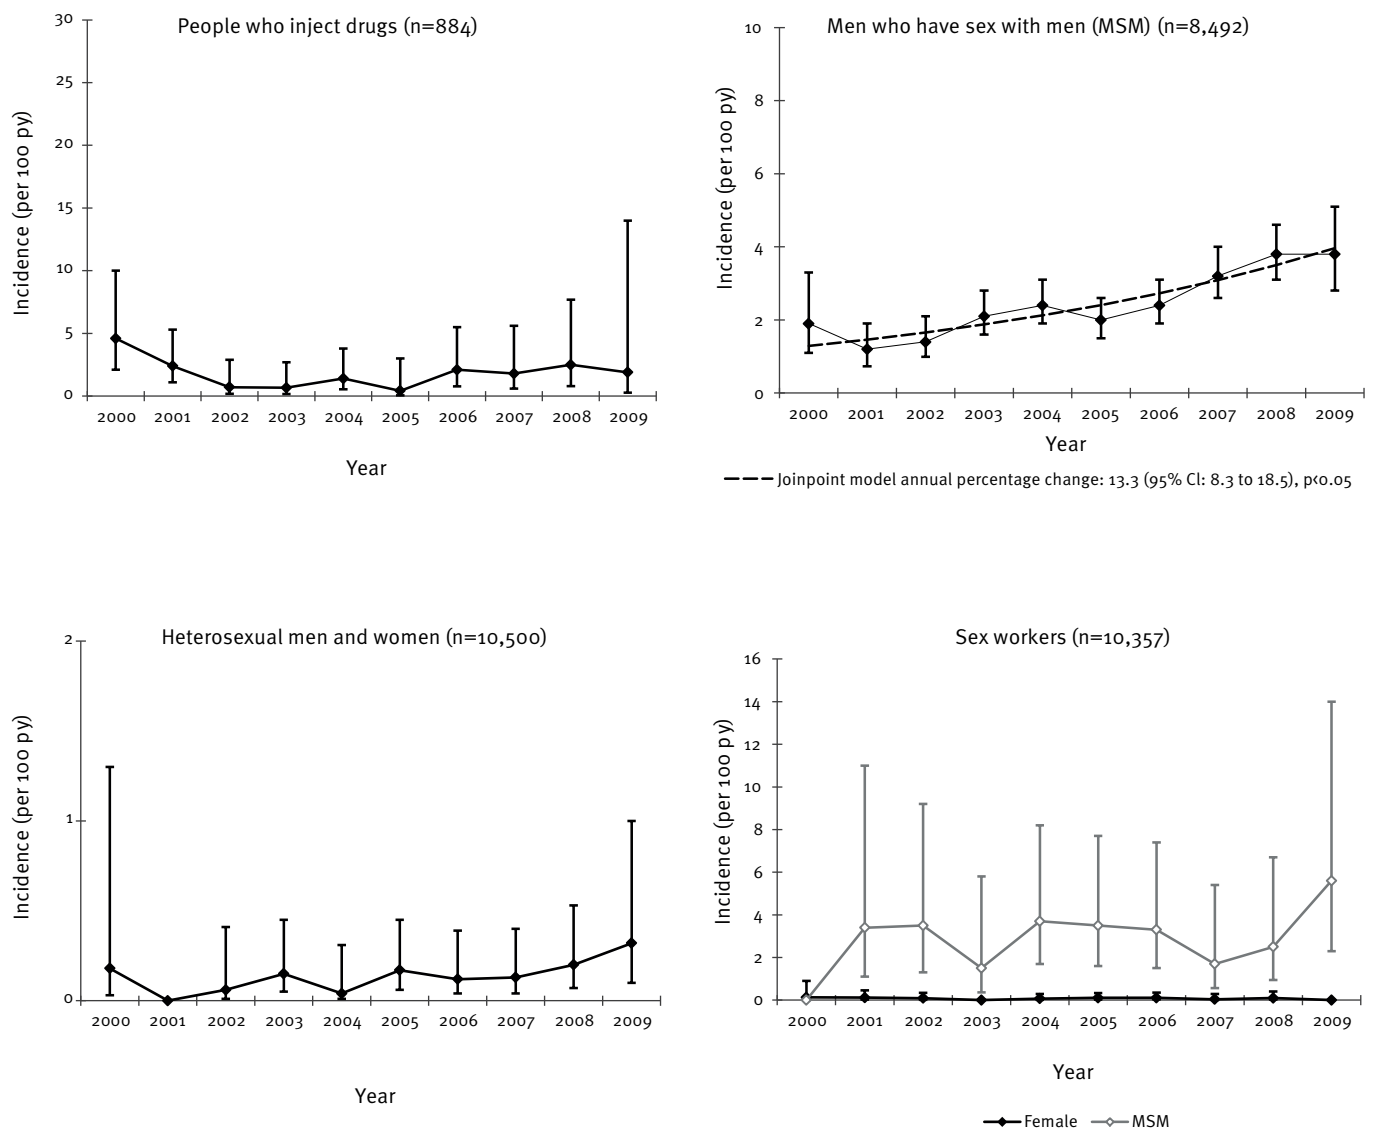 People who inject drugs (n=884)
Incidence (per 100 py)
30
25
20
15
10
5
0
2000 2001 2002 2003 2004 2005 2006 2007 2008 2009
Year
Men who have sex with men (MSM) (n=8,492)
Incidence (per 100 py)
10
8
6
4
2
0
2000 2001 2002 2003 2004 2005 2006 2007 2008 2009
Year
Joinpoint model annual percentage change: 13.3 (95% CI: 8.3 to 18.5), p<0.05
Heterosexual men and women (n=10,500)
Incidence (per 100 py)
2
1
0
2000 2001 2002 2003 2004 2005 2006 2007 2008 2009
Year
Sex workers (n=10,357)
Incidence (per 100 py)
16
14
12
10
8
6
4
2
0
2000 2001 2002 2003 2004 2005 2006 2007 2008 2009
Year
Female MSM